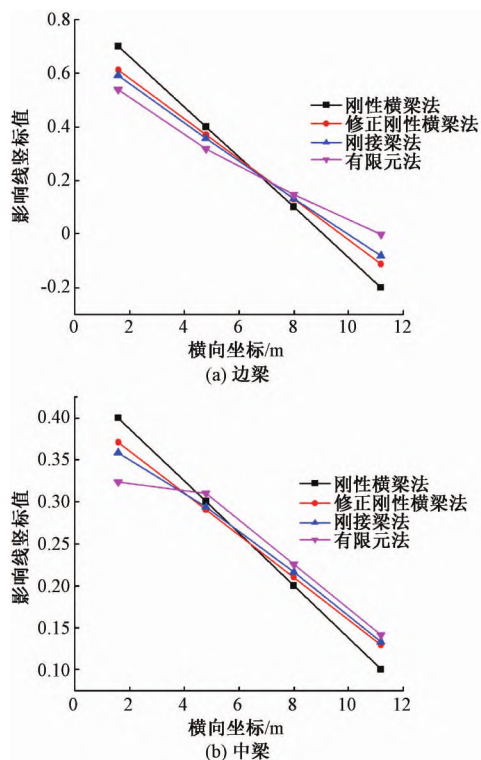 0.8
0.6
0.4
0.2
0
-0.2
影响线竖标值
刚性横梁法
修正刚性横梁法
刚接梁法
有限元法
0 2 4 6 8 10 12
横向坐标/m
(a) 边梁
0.40
0.35
0.30
0.25
0.20
0.15
0.10
影响线竖标值
刚性横梁法
修正刚性横梁法
刚接梁法
有限元法
0 2 4 6 8 10 12
横向坐标/m
(b) 中梁